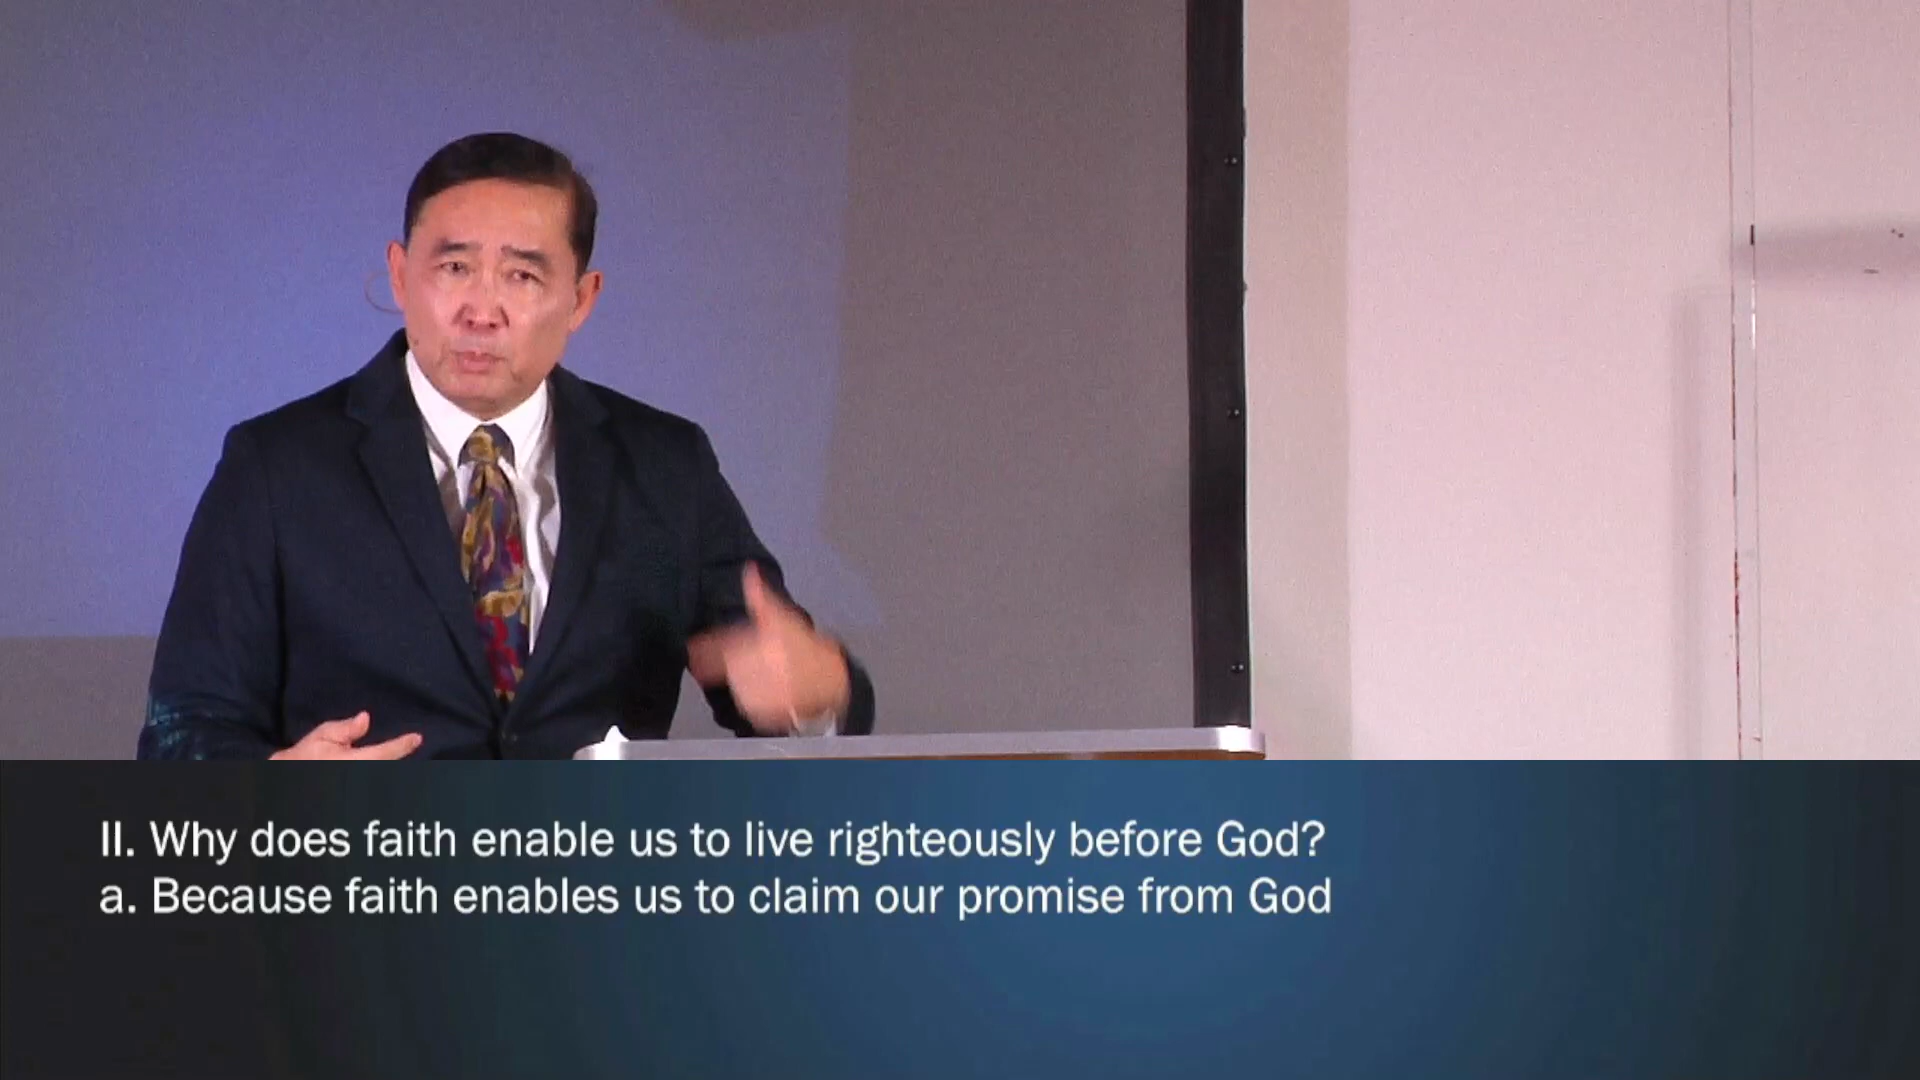 II. Why does faith enable us to live righteously before God?
a. Because faith enables us to claim our promise from God